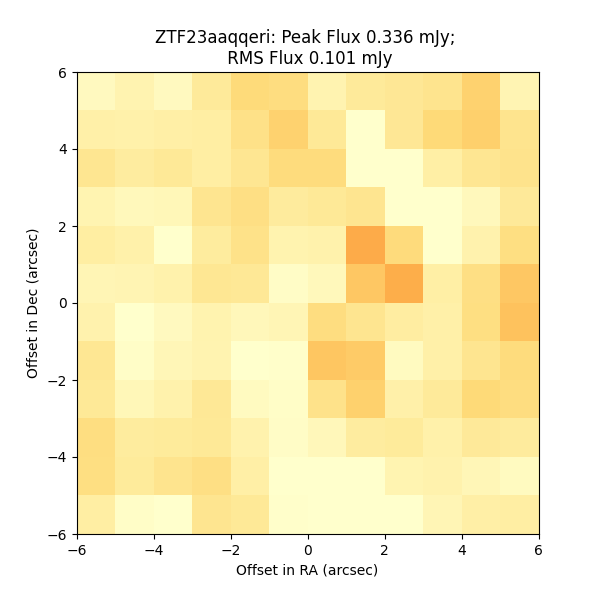 ZTF23aaqqeri: Peak Flux 0.336 mJy;
RMS Flux 0.101 mJy
6
4
2
0
−2
−4
−6
Offset in Dec (arcsec)
−6 −4 −2 0 2 4 6
Offset in RA (arcsec)